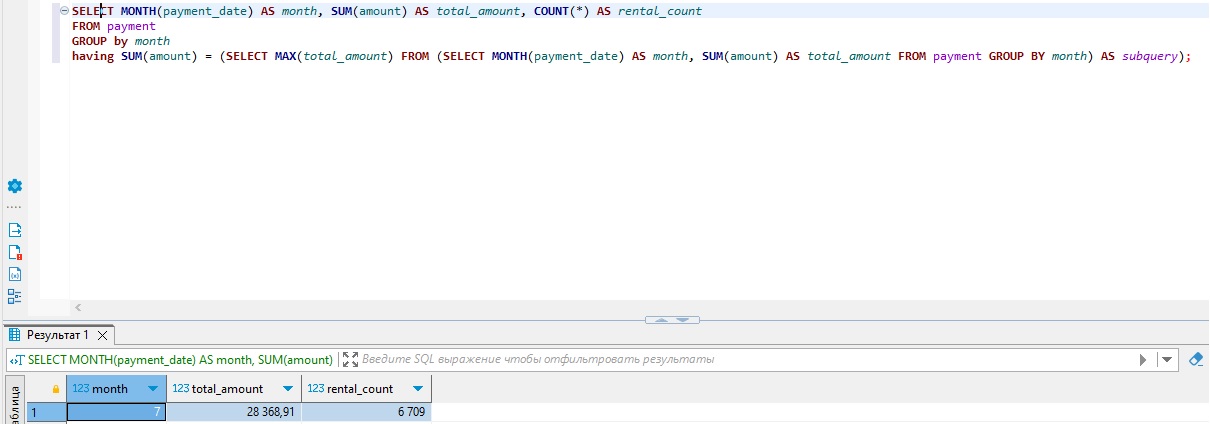 SELECT MONTH(payment_date) AS month, SUM(amount) AS total_amount, COUNT(*) AS rental_count
FROM payment
GROUP by month
having SUM(amount) = (SELECT MAX(total_amount) FROM (SELECT MONTH(payment_date) AS month, SUM(amount) AS total_amount FROM payment GROUP BY month) AS subquery);
Результат 1
SELECT MONTH(payment_date) AS month, SUM(amount)
Введите SQL выражение чтобы отфильтровать результаты
123 month
123 total_amount
123 rental_count
1 7 28 368,91 6 709